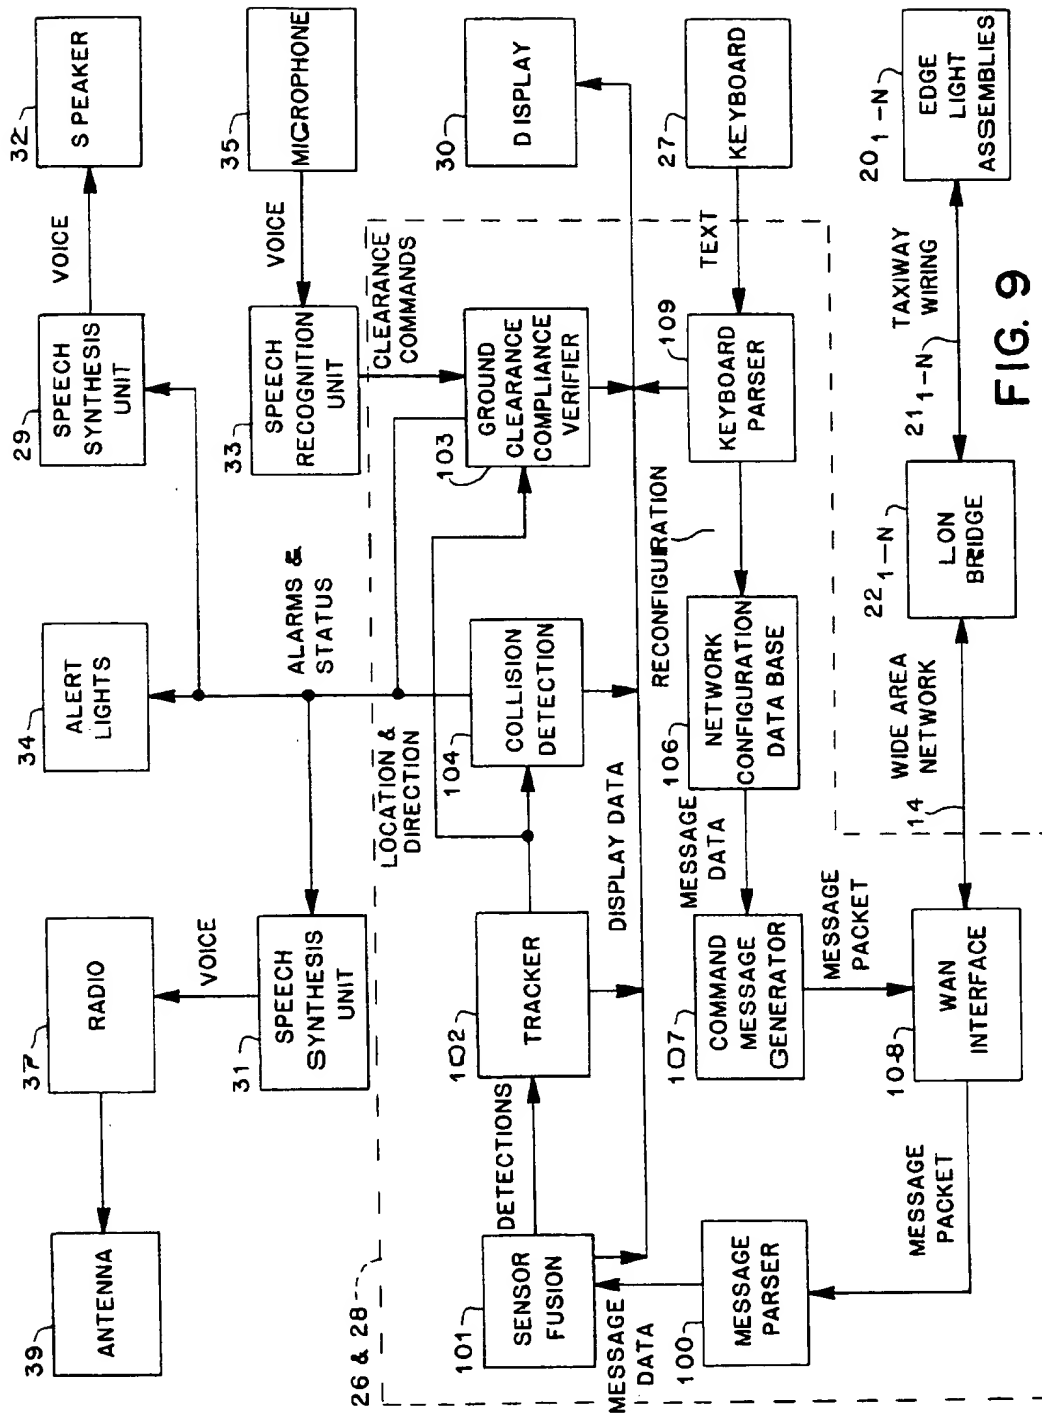 39
ANTENNA
37
RADIO
34
ALERT
LIGHTS
29
SPEECH
SYNTHESIS
UNIT
VOICE
32
SPEAKER
VOICE
31
SPEECH
SYNTHESIS
UNIT
ALARMS &
STATUS
33
SPEECH
RECOGNITION
UNIT
VOICE
35
MICROPHONE
26 & 28
LOCATION &
DIRECTION
CLEARANCE
COMMANDS
101
SENSOR
FUSION
DETECTIONS
102
TRACKER
104
COLLISION
DETECTION
103
GROUND
CLEARANCE
COMPLIANCE
VERIFIER
30
DISPLAY
MESSAGE
DATA
DISPLAY DATA
RECONFIGURATION
TEXT
100
MESSAGE
PARSER
107
COMMAND
MESSAGE
GENERATOR
MESSAGE
DATA
106
NETWORK
CONFIGURATION
DATA BASE
109
KEYBOARD
PARSER
27
KEYBOARD
MESSAGE
PACKET
MESSAGE
PACKET
108
WAN
INTERFACE
14
WIDE AREA
NETWORK
22 1-N
LON
BRIDGE
21 1-N
TAXIWAY
WIRING
20 1-N
EDGE
LIGHT
ASSEMBLIES
FIG. 9